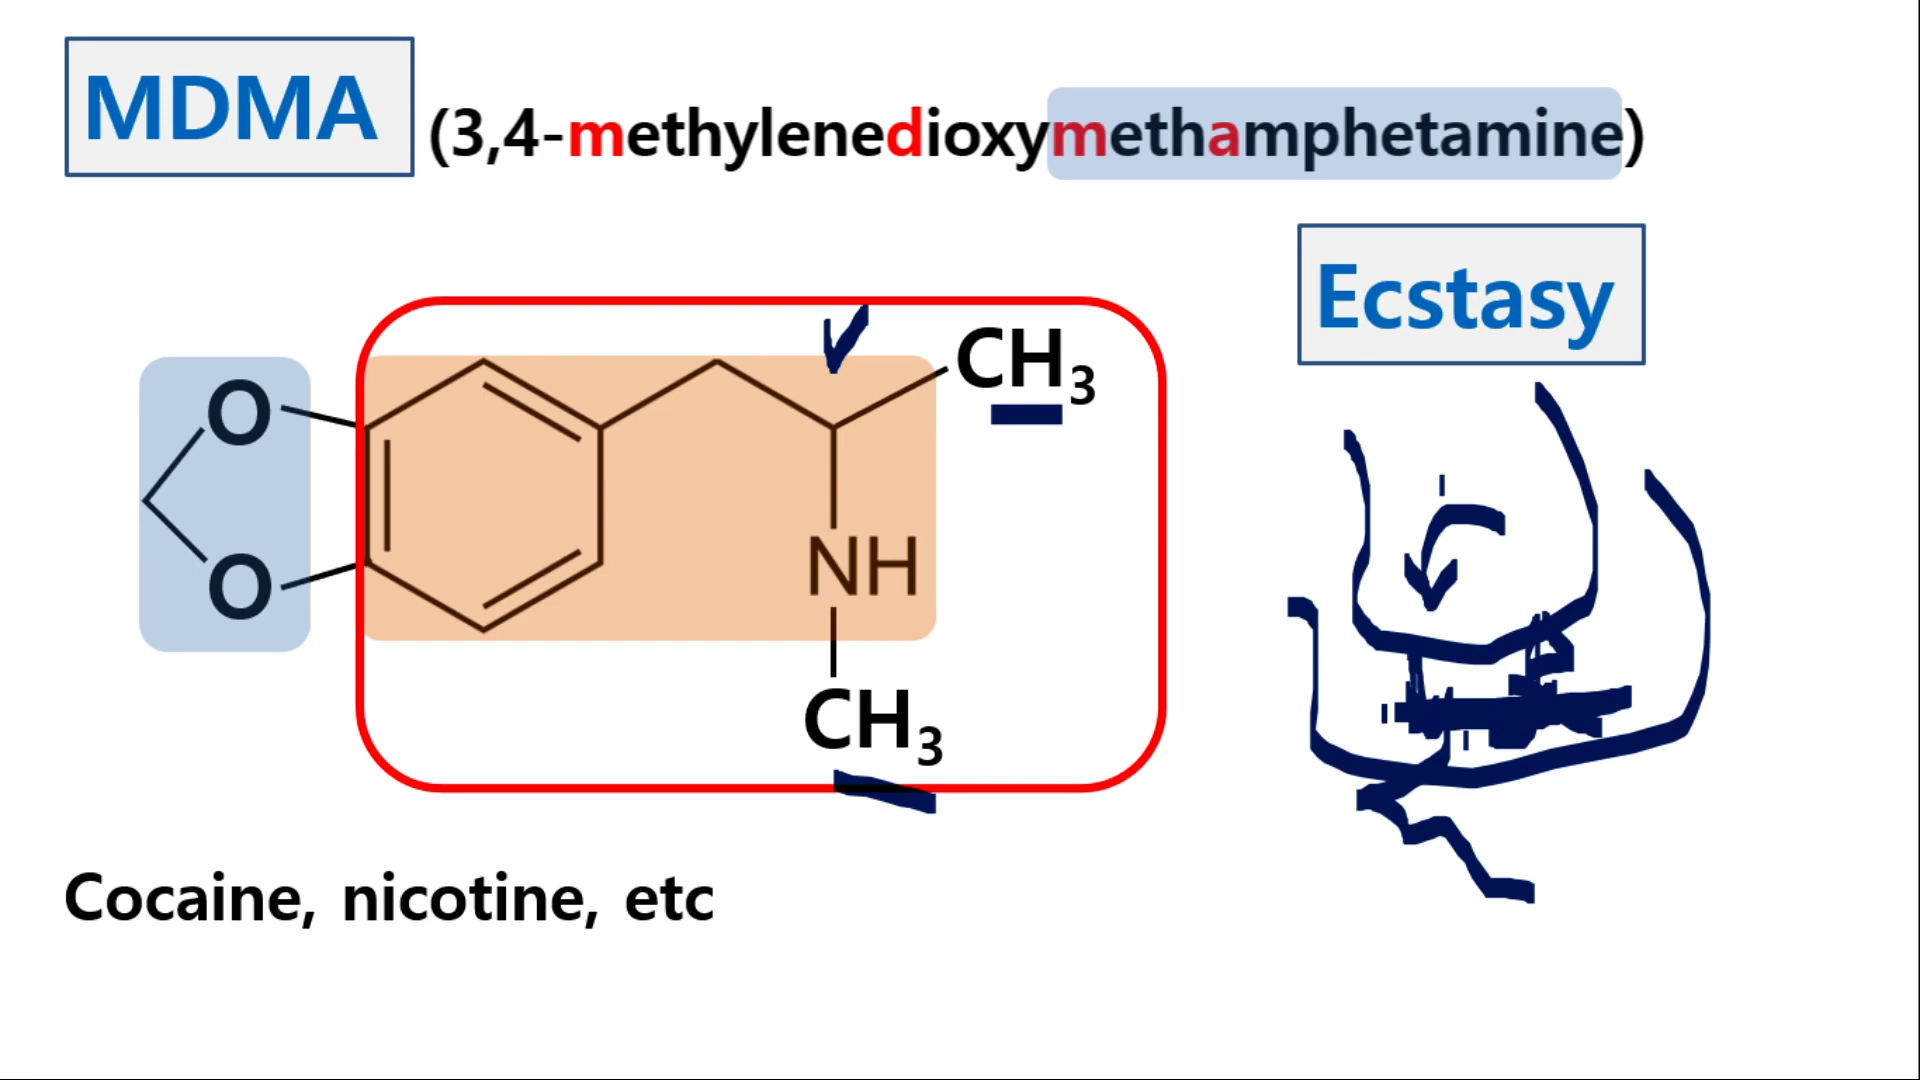 MDMA (3,4-methylenedioxymethamphetamine)
Ecstasy
CH3
O
O
NH
CH3
Cocaine, nicotine, etc